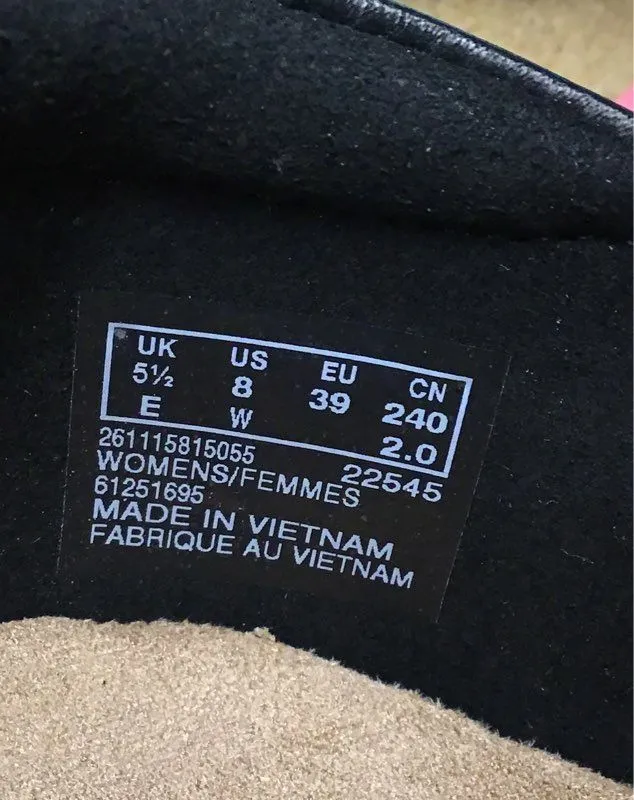 UK US EU CN
5½ 8 39 240
E W 2.0
261115815055 22545
WOMENS/FEMMES
61251695
MADE IN VIETNAM
FABRIQUE AU VIETNAM